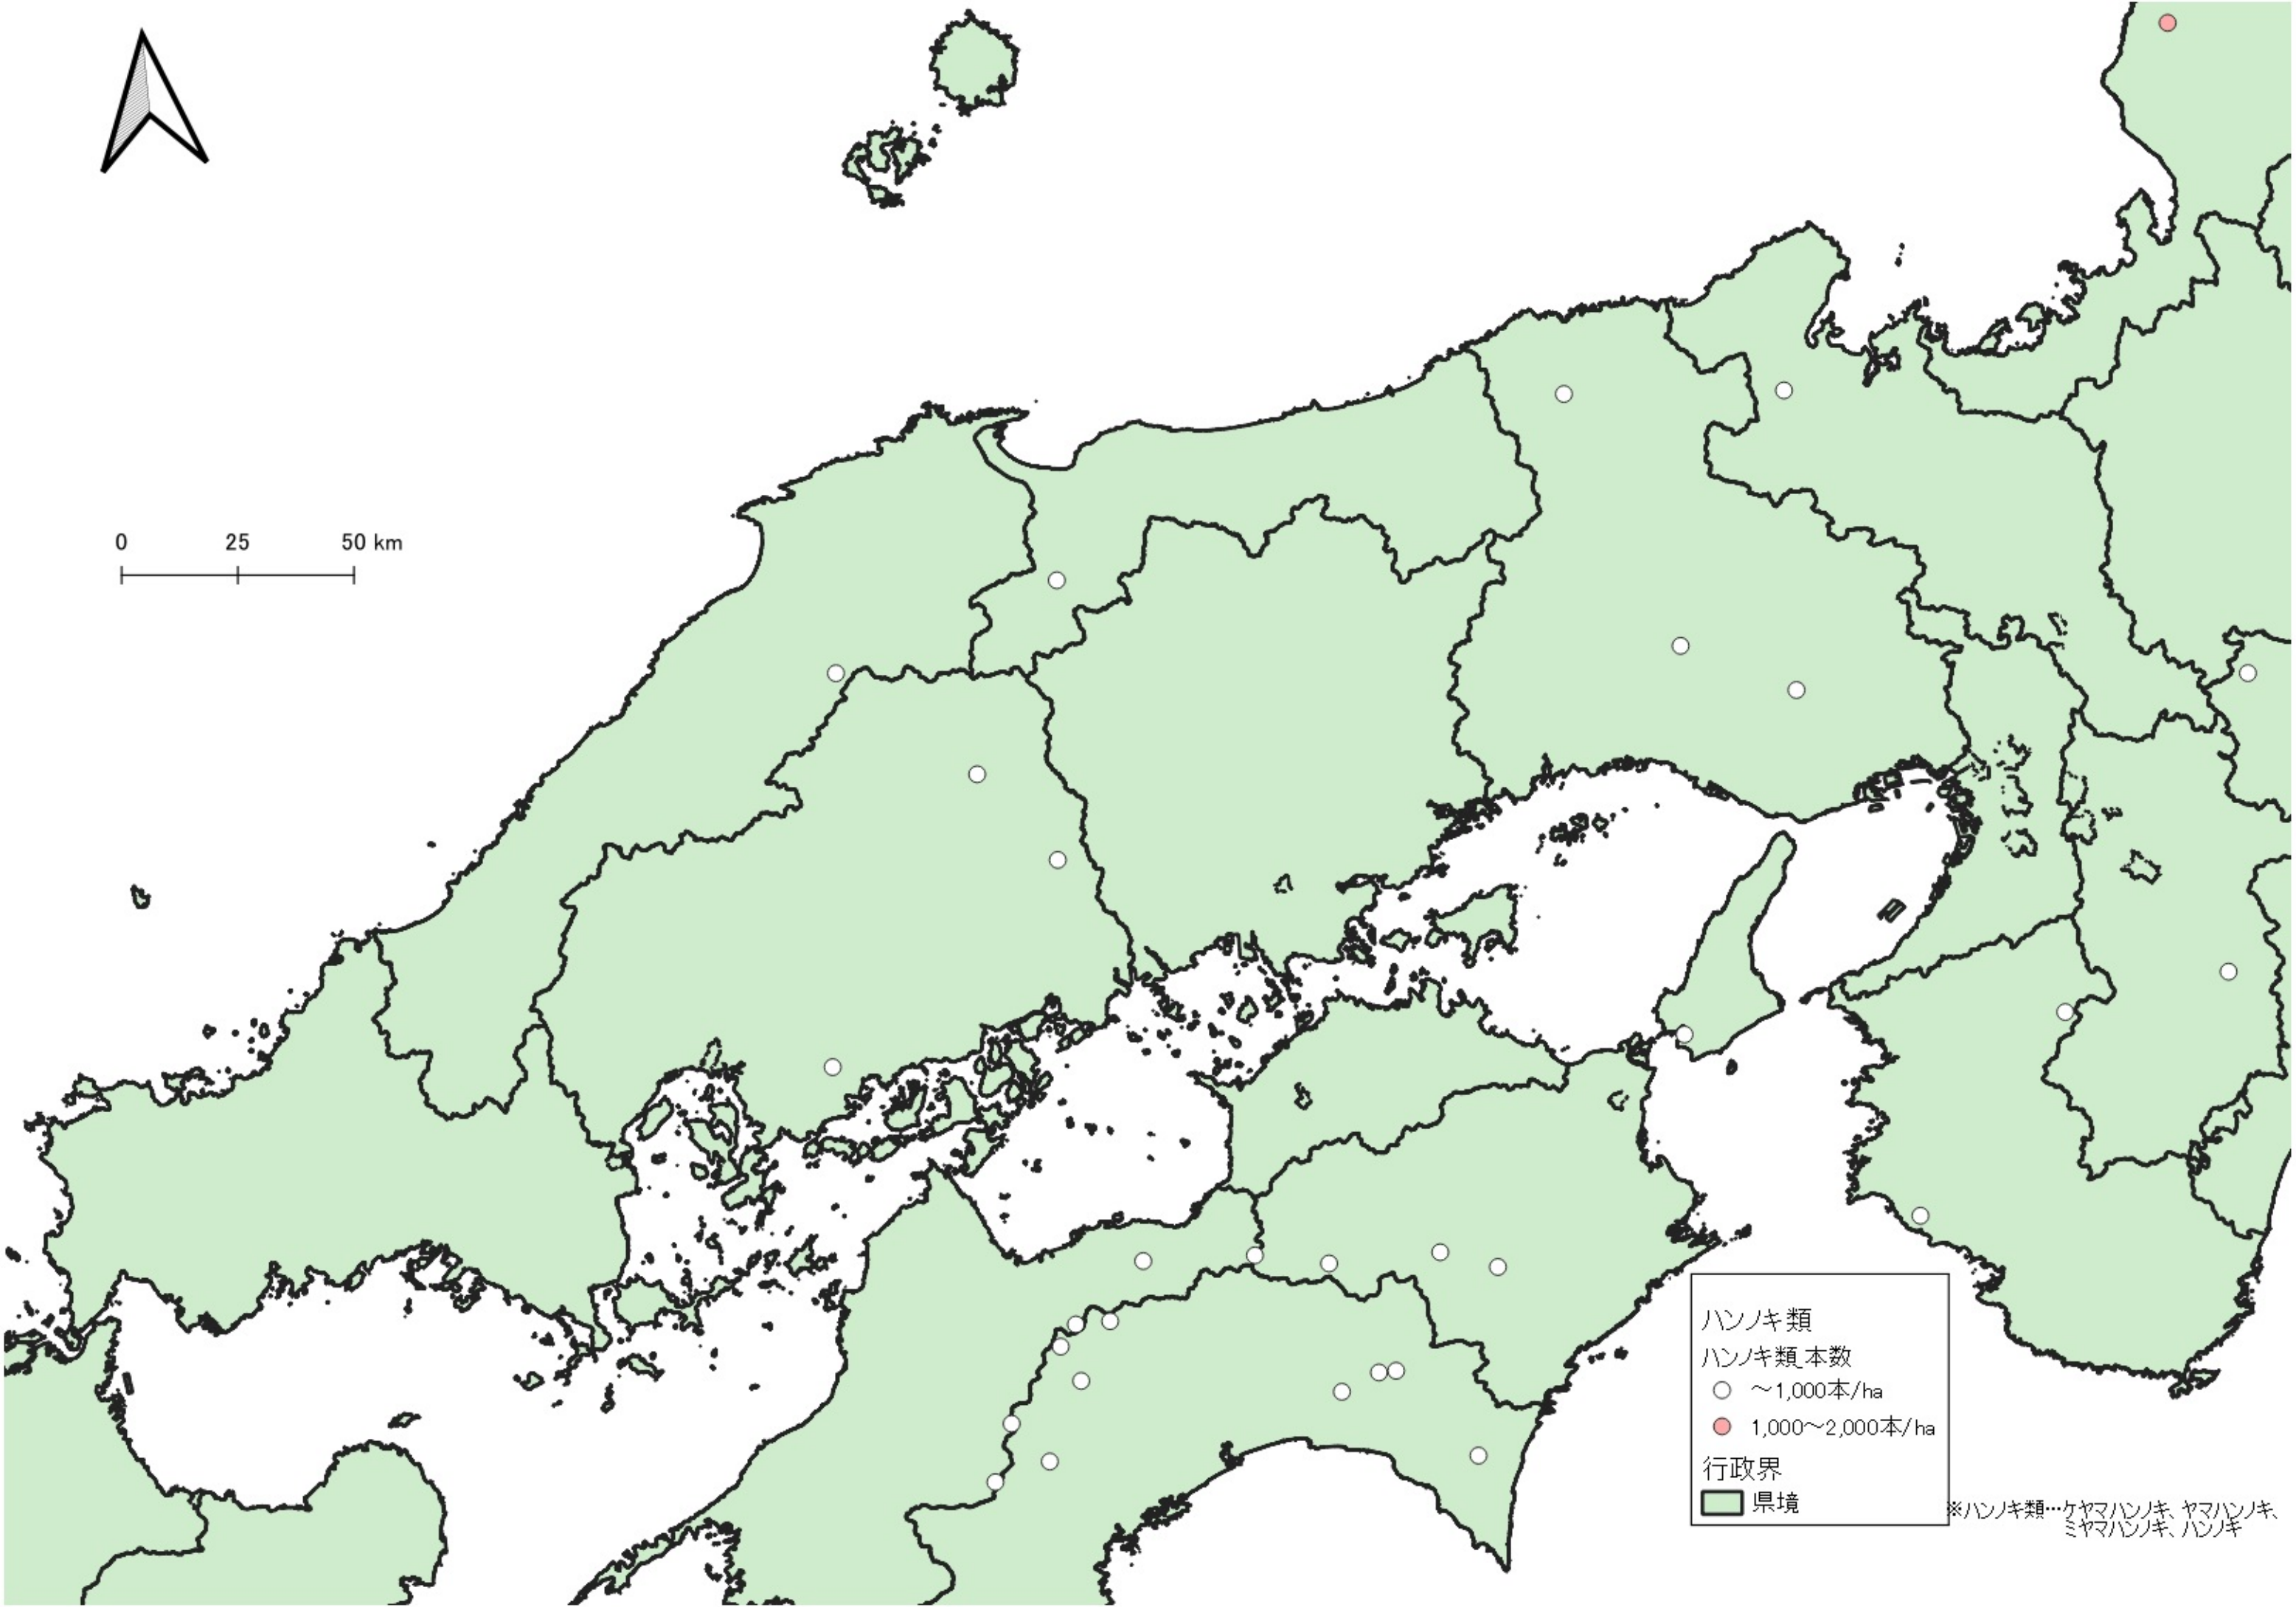 0 25 50 km
ハンノキ類
ハンノキ類_本数
～1,000本/ha
1,000～2,000本/ha
行政界
県境
※ハンノキ類…ケヤマハンノキ、ヤマハンノキ、
ミヤマハンノキ、ハンノキ